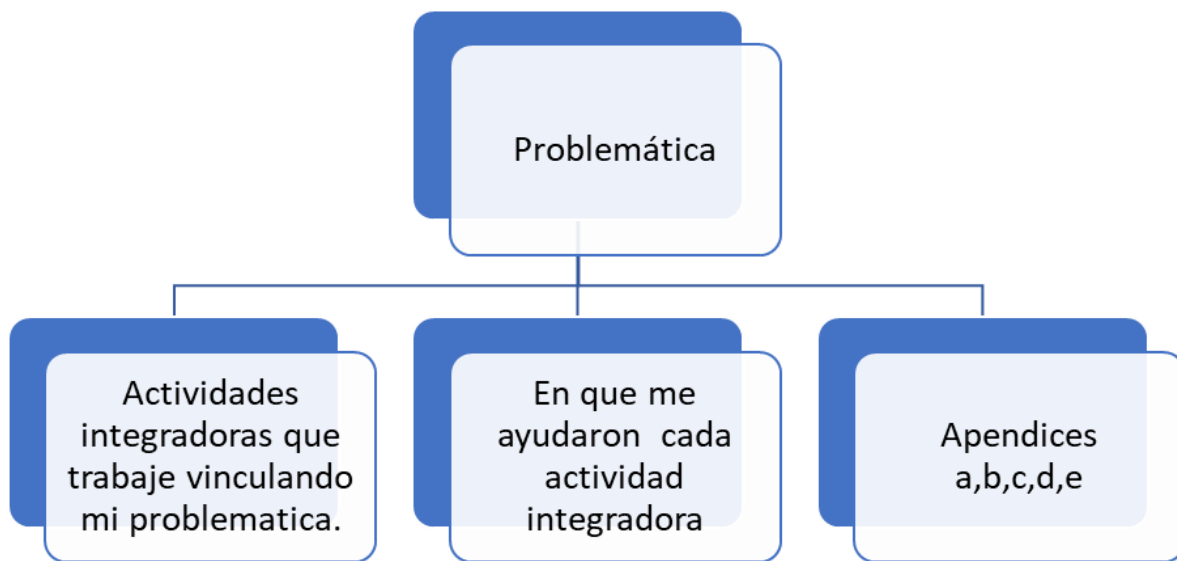 Problemática
Actividades
integradoras que
trabaje vinculando
mi problematica.
En que me
ayudaron cada
actividad
integradora
Apendices
a,b,c,d,e